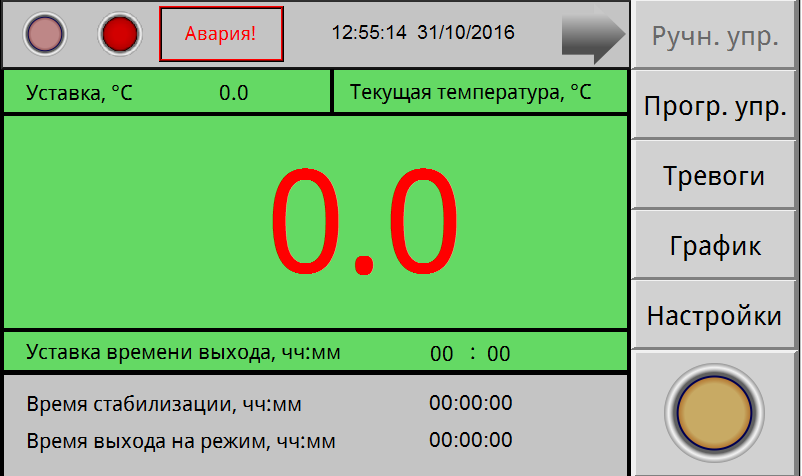 Авария!
12:55:14 31/10/2016
Ручн. упр.
Уставка, °C 0.0
Текущая температура, °C
Прогр. упр.
0.0
Тревоги
График
Настройки
Уставка времени выхода, чч:мм 00 : 00
Время стабилизации, чч:мм 00:00:00
Время выхода на режим, чч:мм 00:00:00